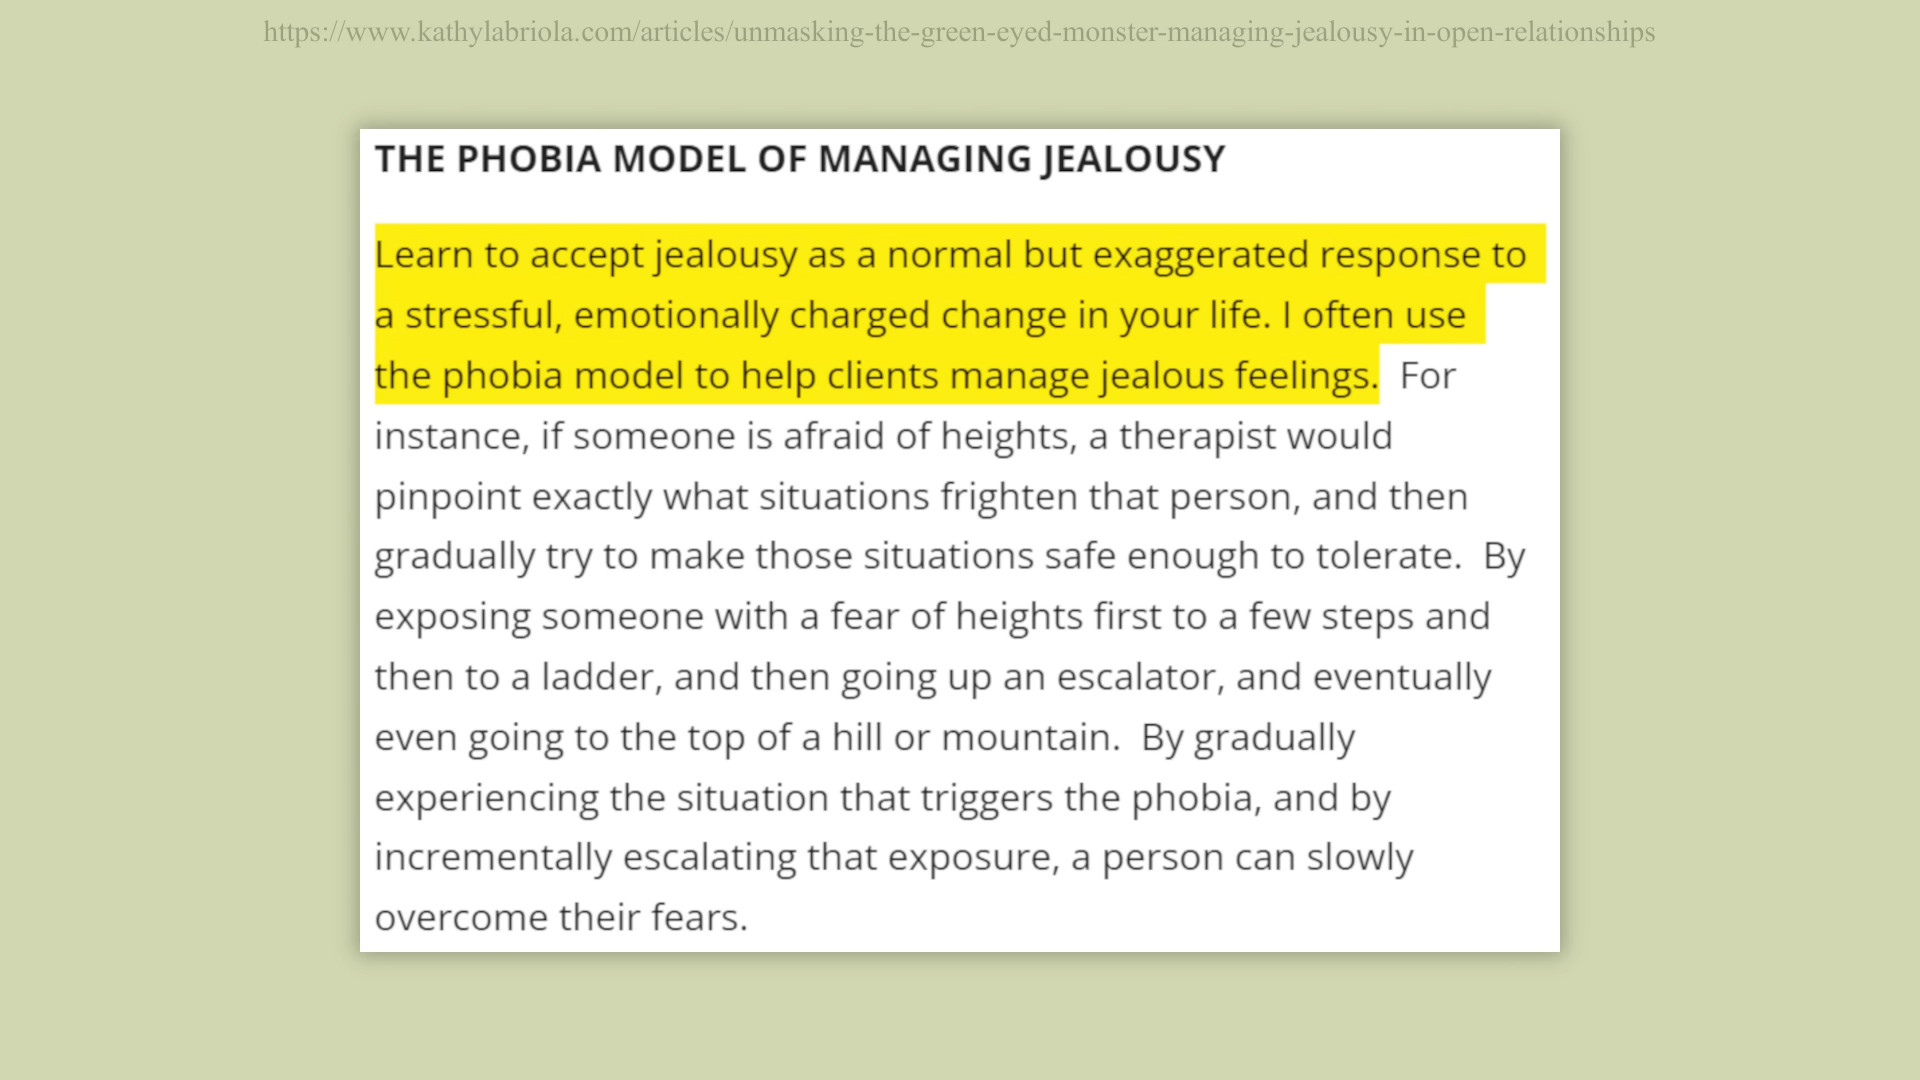 https://www.kathylabriola.com/articles/unmasking-the-green-eyed-monster-managing-jealousy-in-open-relationships
THE PHOBIA MODEL OF MANAGING JEALOUSY
Learn to accept jealousy as a normal but exaggerated response to
a stressful, emotionally charged change in your life. I often use
the phobia model to help clients manage jealous feelings.  For
instance, if someone is afraid of heights, a therapist would
pinpoint exactly what situations frighten that person, and then
gradually try to make those situations safe enough to tolerate.  By
exposing someone with a fear of heights first to a few steps and
then to a ladder, and then going up an escalator, and eventually
even going to the top of a hill or mountain.  By gradually
experiencing the situation that triggers the phobia, and by
incrementally escalating that exposure, a person can slowly
overcome their fears.